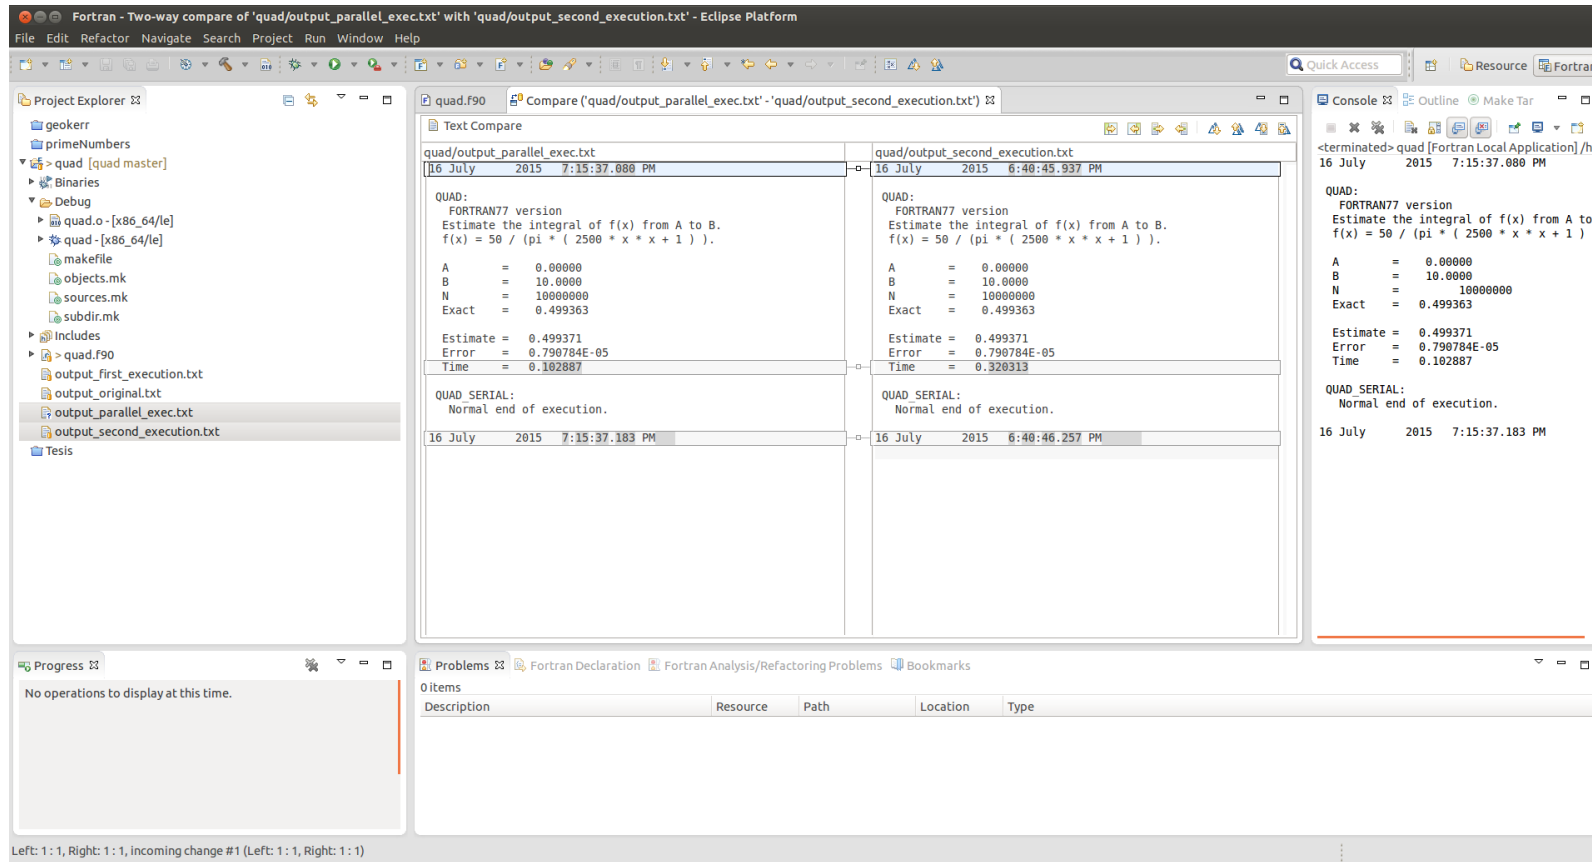 Fortran - Two-way compare of 'quad/output_parallel_exec.txt' with 'quad/output_second_execution.txt' - Eclipse Platform
File Edit Refactor Navigate Search Project Run Window Help
Quick Access
Resource
Fortran
Project Explorer
geokerr
primeNumbers
> quad [quad master]
Binaries
Debug
quad.o - [x86_64/le]
quad - [x86_64/le]
makefile
objects.mk
sources.mk
subdir.mk
Includes
> quad.f90
output_first_execution.txt
output_original.txt
output_parallel_exec.txt
output_second_execution.txt
Tesis
quad.f90
Compare ('quad/output_parallel_exec.txt' - 'quad/output_second_execution.txt')
Text Compare
quad/output_parallel_exec.txt
16 July 2015 7:15:37.080 PM
QUAD:
FORTRAN77 version
Estimate the integral of f(x) from A to B.
f(x) = 50 / (pi * ( 2500 * x * x + 1 ) ).
A = 0.00000
B = 10.0000
N = 10000000
Exact = 0.499363
Estimate = 0.499371
Error = 0.790784E-05
Time = 0.102887
QUAD_SERIAL:
Normal end of execution.
16 July 2015 7:15:37.183 PM
quad/output_second_execution.txt
16 July 2015 6:40:45.937 PM
QUAD:
FORTRAN77 version
Estimate the integral of f(x) from A to B.
f(x) = 50 / (pi * ( 2500 * x * x + 1 ) ).
A = 0.00000
B = 10.0000
N = 10000000
Exact = 0.499363
Estimate = 0.499371
Error = 0.790784E-05
Time = 0.320313
QUAD_SERIAL:
Normal end of execution.
16 July 2015 6:40:46.257 PM
Console
Outline
Make Tar
<terminated> quad [Fortran Local Application] /h
16 July 2015 7:15:37.080 PM
QUAD:
FORTRAN77 version
Estimate the integral of f(x) from A to
f(x) = 50 / (pi * ( 2500 * x * x + 1 )
A = 0.00000
B = 10.0000
N = 10000000
Exact = 0.499363
Estimate = 0.499371
Error = 0.790784E-05
Time = 0.102887
QUAD_SERIAL:
Normal end of execution.
16 July 2015 7:15:37.183 PM
Progress
No operations to display at this time.
Problems
Fortran Declaration
Fortran Analysis/Refactoring Problems
Bookmarks
0 items
Description Resource Path Location Type
Left: 1 : 1, Right: 1 : 1, incoming change #1 (Left: 1 : 1, Right: 1 : 1)